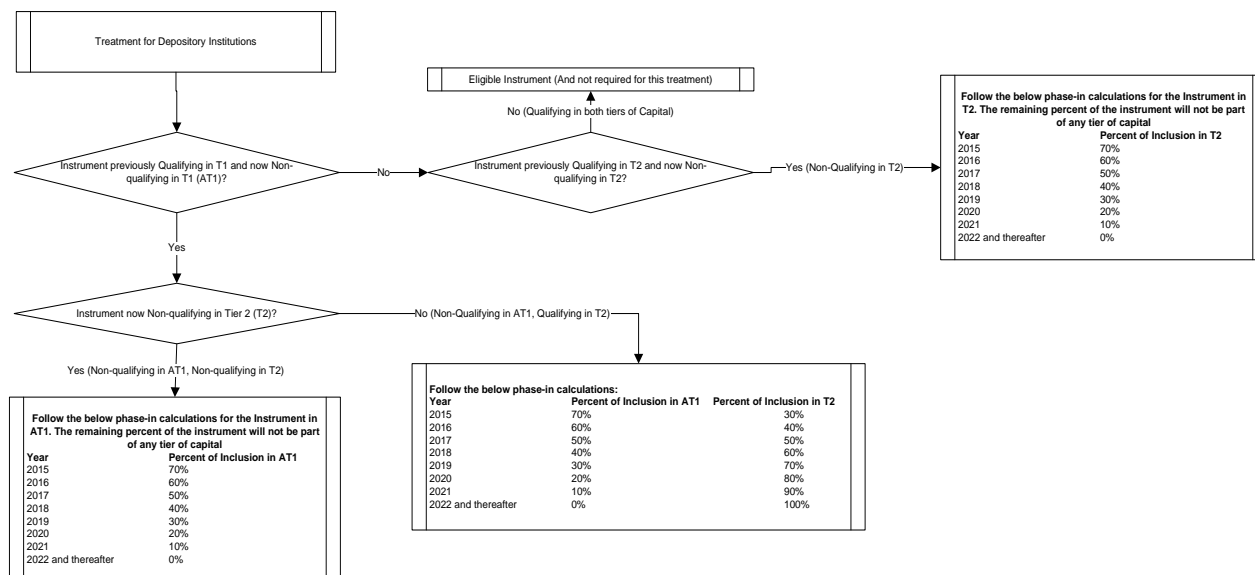 Treatment for Depository Institutions
Eligible Instrument (And not required for this treatment)
No (Qualifying in both tiers of Capital)
Instrument previously Qualifying in T1 and now Non-
qualifying in T1 (AT1)?
No
Instrument previously Qualifying in T2 and now Non-
qualifying in T2?
Yes (Non-Qualifying in T2)
Follow the below phase-in calculations for the Instrument in
T2. The remaining percent of the instrument will not be part
of any tier of capital
Year Percent of Inclusion in T2
2015 70%
2016 60%
2017 50%
2018 40%
2019 30%
2020 20%
2021 10%
2022 and thereafter 0%
Yes
Instrument now Non-qualifying in Tier 2 (T2)?
No (Non-Qualifying in AT1, Qualifying in T2)
Yes (Non-qualifying in AT1, Non-qualifying in T2)
Follow the below phase-in calculations for the Instrument in
AT1. The remaining percent of the instrument will not be part
of any tier of capital
Year Percent of Inclusion in AT1
2015 70%
2016 60%
2017 50%
2018 40%
2019 30%
2020 20%
2021 10%
2022 and thereafter 0%
Follow the below phase-in calculations:
Year Percent of Inclusion in AT1 Percent of Inclusion in T2
2015 70% 30%
2016 60% 40%
2017 50% 50%
2018 40% 60%
2019 30% 70%
2020 20% 80%
2021 10% 90%
2022 and thereafter 0% 100%